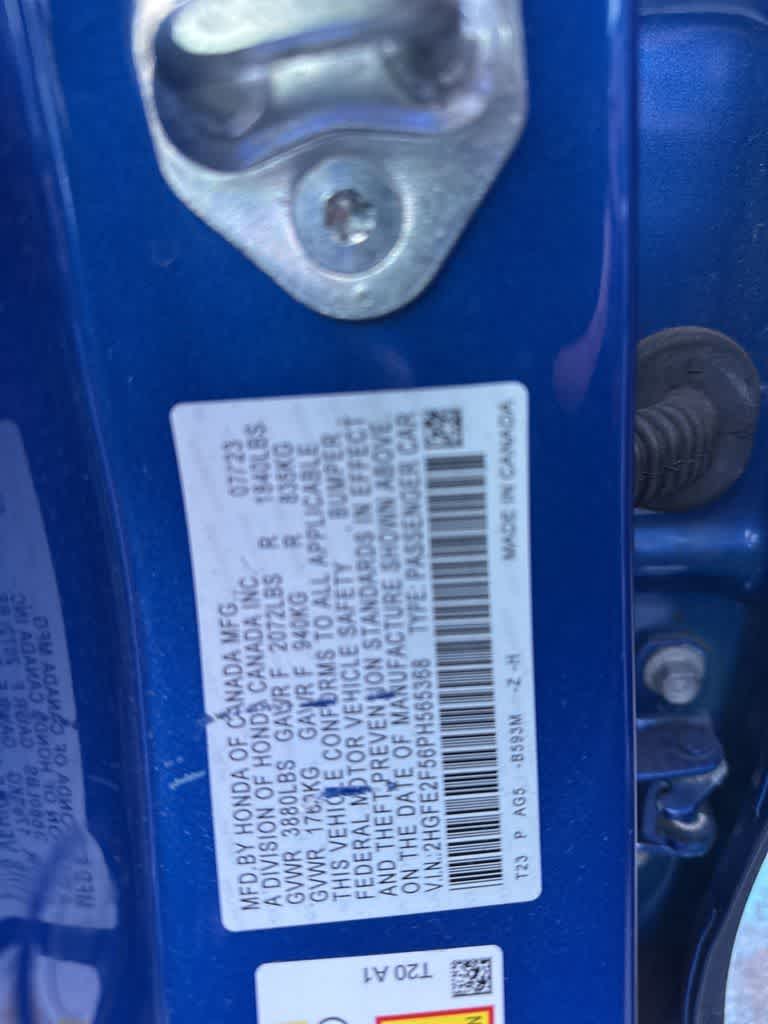 MFD.BY HONDA OF CANADA MFG. 07/23
A DIVISION OF HONDA CANADA INC.
GVWR 3880LBS GAWR F 2072LBS R 1840LBS
GVWR 1760KG GAWR F 940KG R 835KG
THIS VEHICLE CONFORMS TO ALL APPLICABLE
FEDERAL MOTOR VEHICLE SAFETY, BUMPER
AND THEFT PREVENTION STANDARDS IN EFFECT
ON THE DATE OF MANUFACTURE SHOWN ABOVE.
V.I.N.:2HGFE2F56PH565368 TYPE: PASSENGER CAR
T23 P AG5 -B593M -Z -H MADE IN CANADA
T20 A1